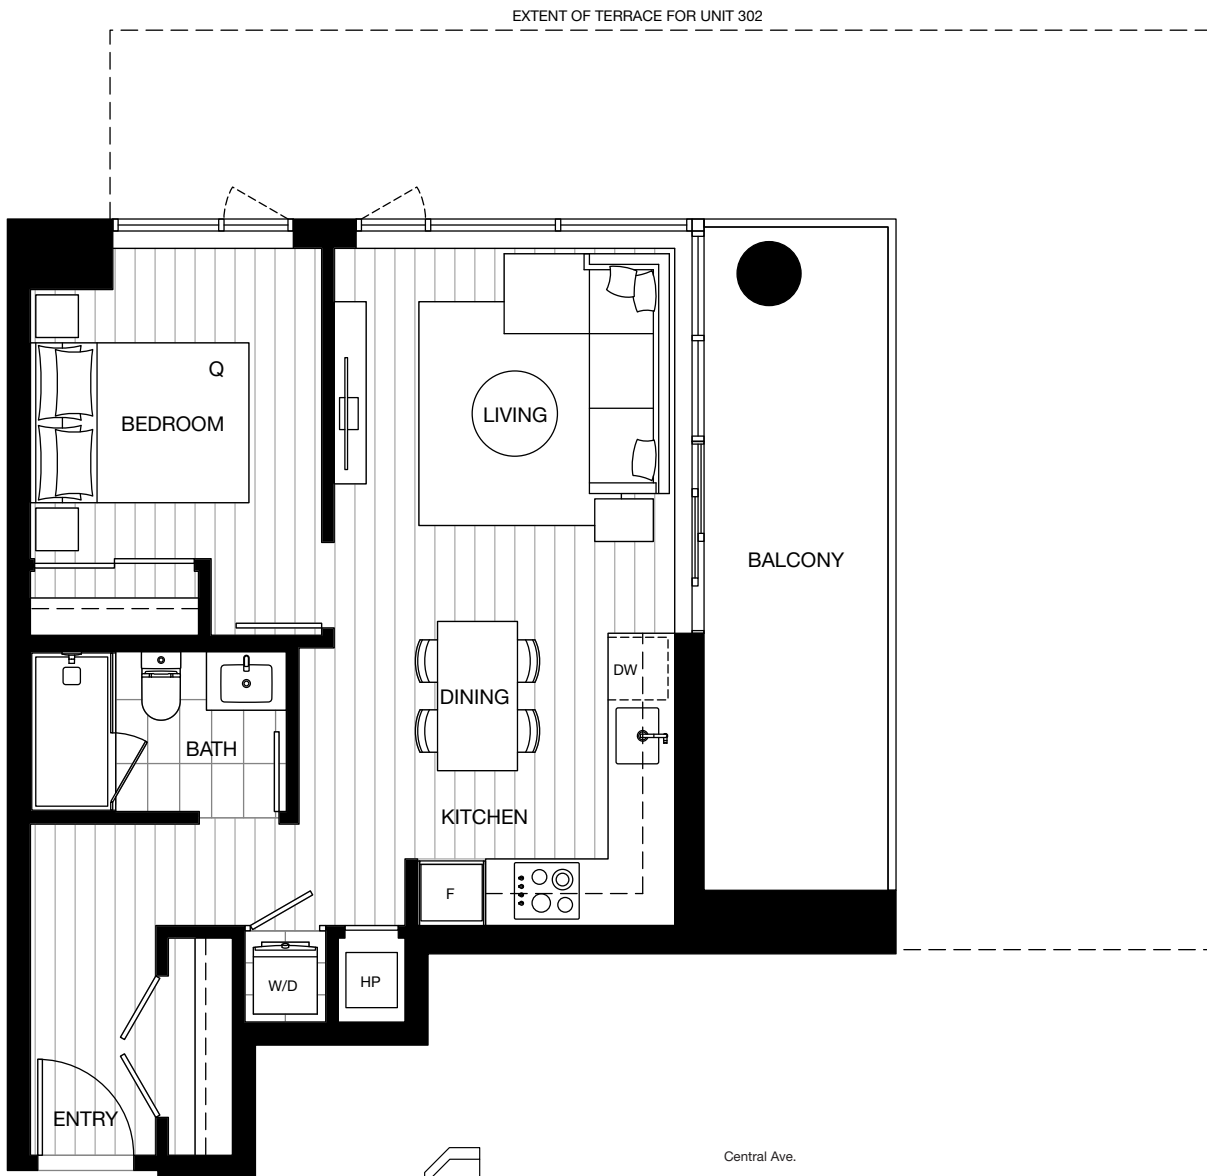 EXTENT OF TERRACE FOR UNIT 302
Q
BEDROOM
LIVING
BALCONY
DW
DINING
BATH
KITCHEN
F
W/D
HP
ENTRY
Central Ave.